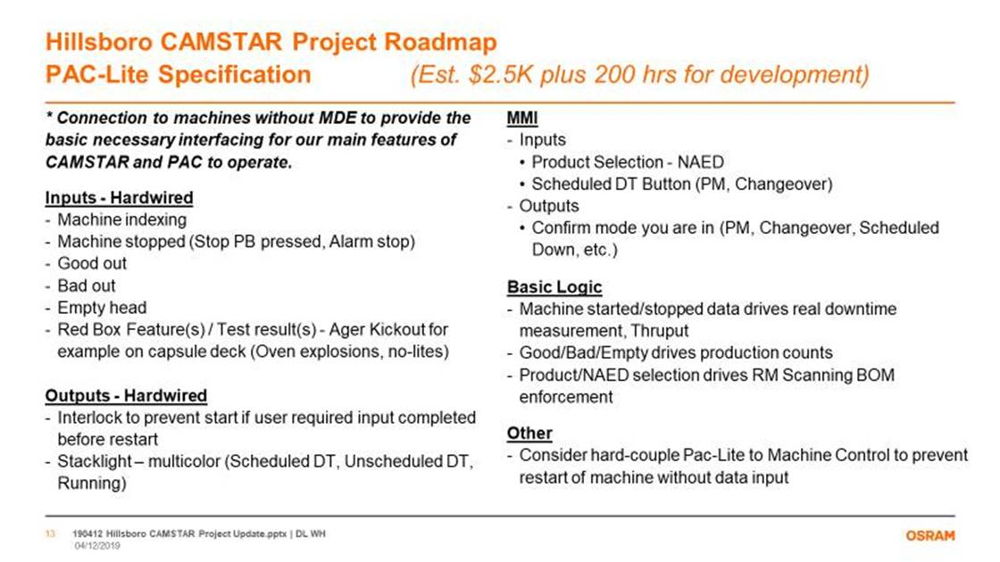 Hillsboro CAMSTAR Project Roadmap
PAC-Lite Specification (Est. $2.5K plus 200 hrs for development)
* Connection to machines without MDE to provide the
basic necessary interfacing for our main features of
CAMSTAR and PAC to operate.
Inputs - Hardwired
- Machine indexing
- Machine stopped (Stop PB pressed, Alarm stop)
- Good out
- Bad out
- Empty head
- Red Box Feature(s) / Test result(s) - Ager Kickout for
example on capsule deck (Oven explosions, no-lites)
Outputs - Hardwired
- Interlock to prevent start if user required input completed
before restart
- Stacklight – multicolor (Scheduled DT, Unscheduled DT,
Running)
MMI
- Inputs
• Product Selection - NAED
• Scheduled DT Button (PM, Changeover)
- Outputs
• Confirm mode you are in (PM, Changeover, Scheduled
Down, etc.)
Basic Logic
- Machine started/stopped data drives real downtime
measurement, Thruput
- Good/Bad/Empty drives production counts
- Product/NAED selection drives RM Scanning BOM
enforcement
Other
- Consider hard-couple Pac-Lite to Machine Control to prevent
restart of machine without data input
13 190412 Hillsboro CAMSTAR Project Update.pptx | DL WH
04/12/2019
OSRAM